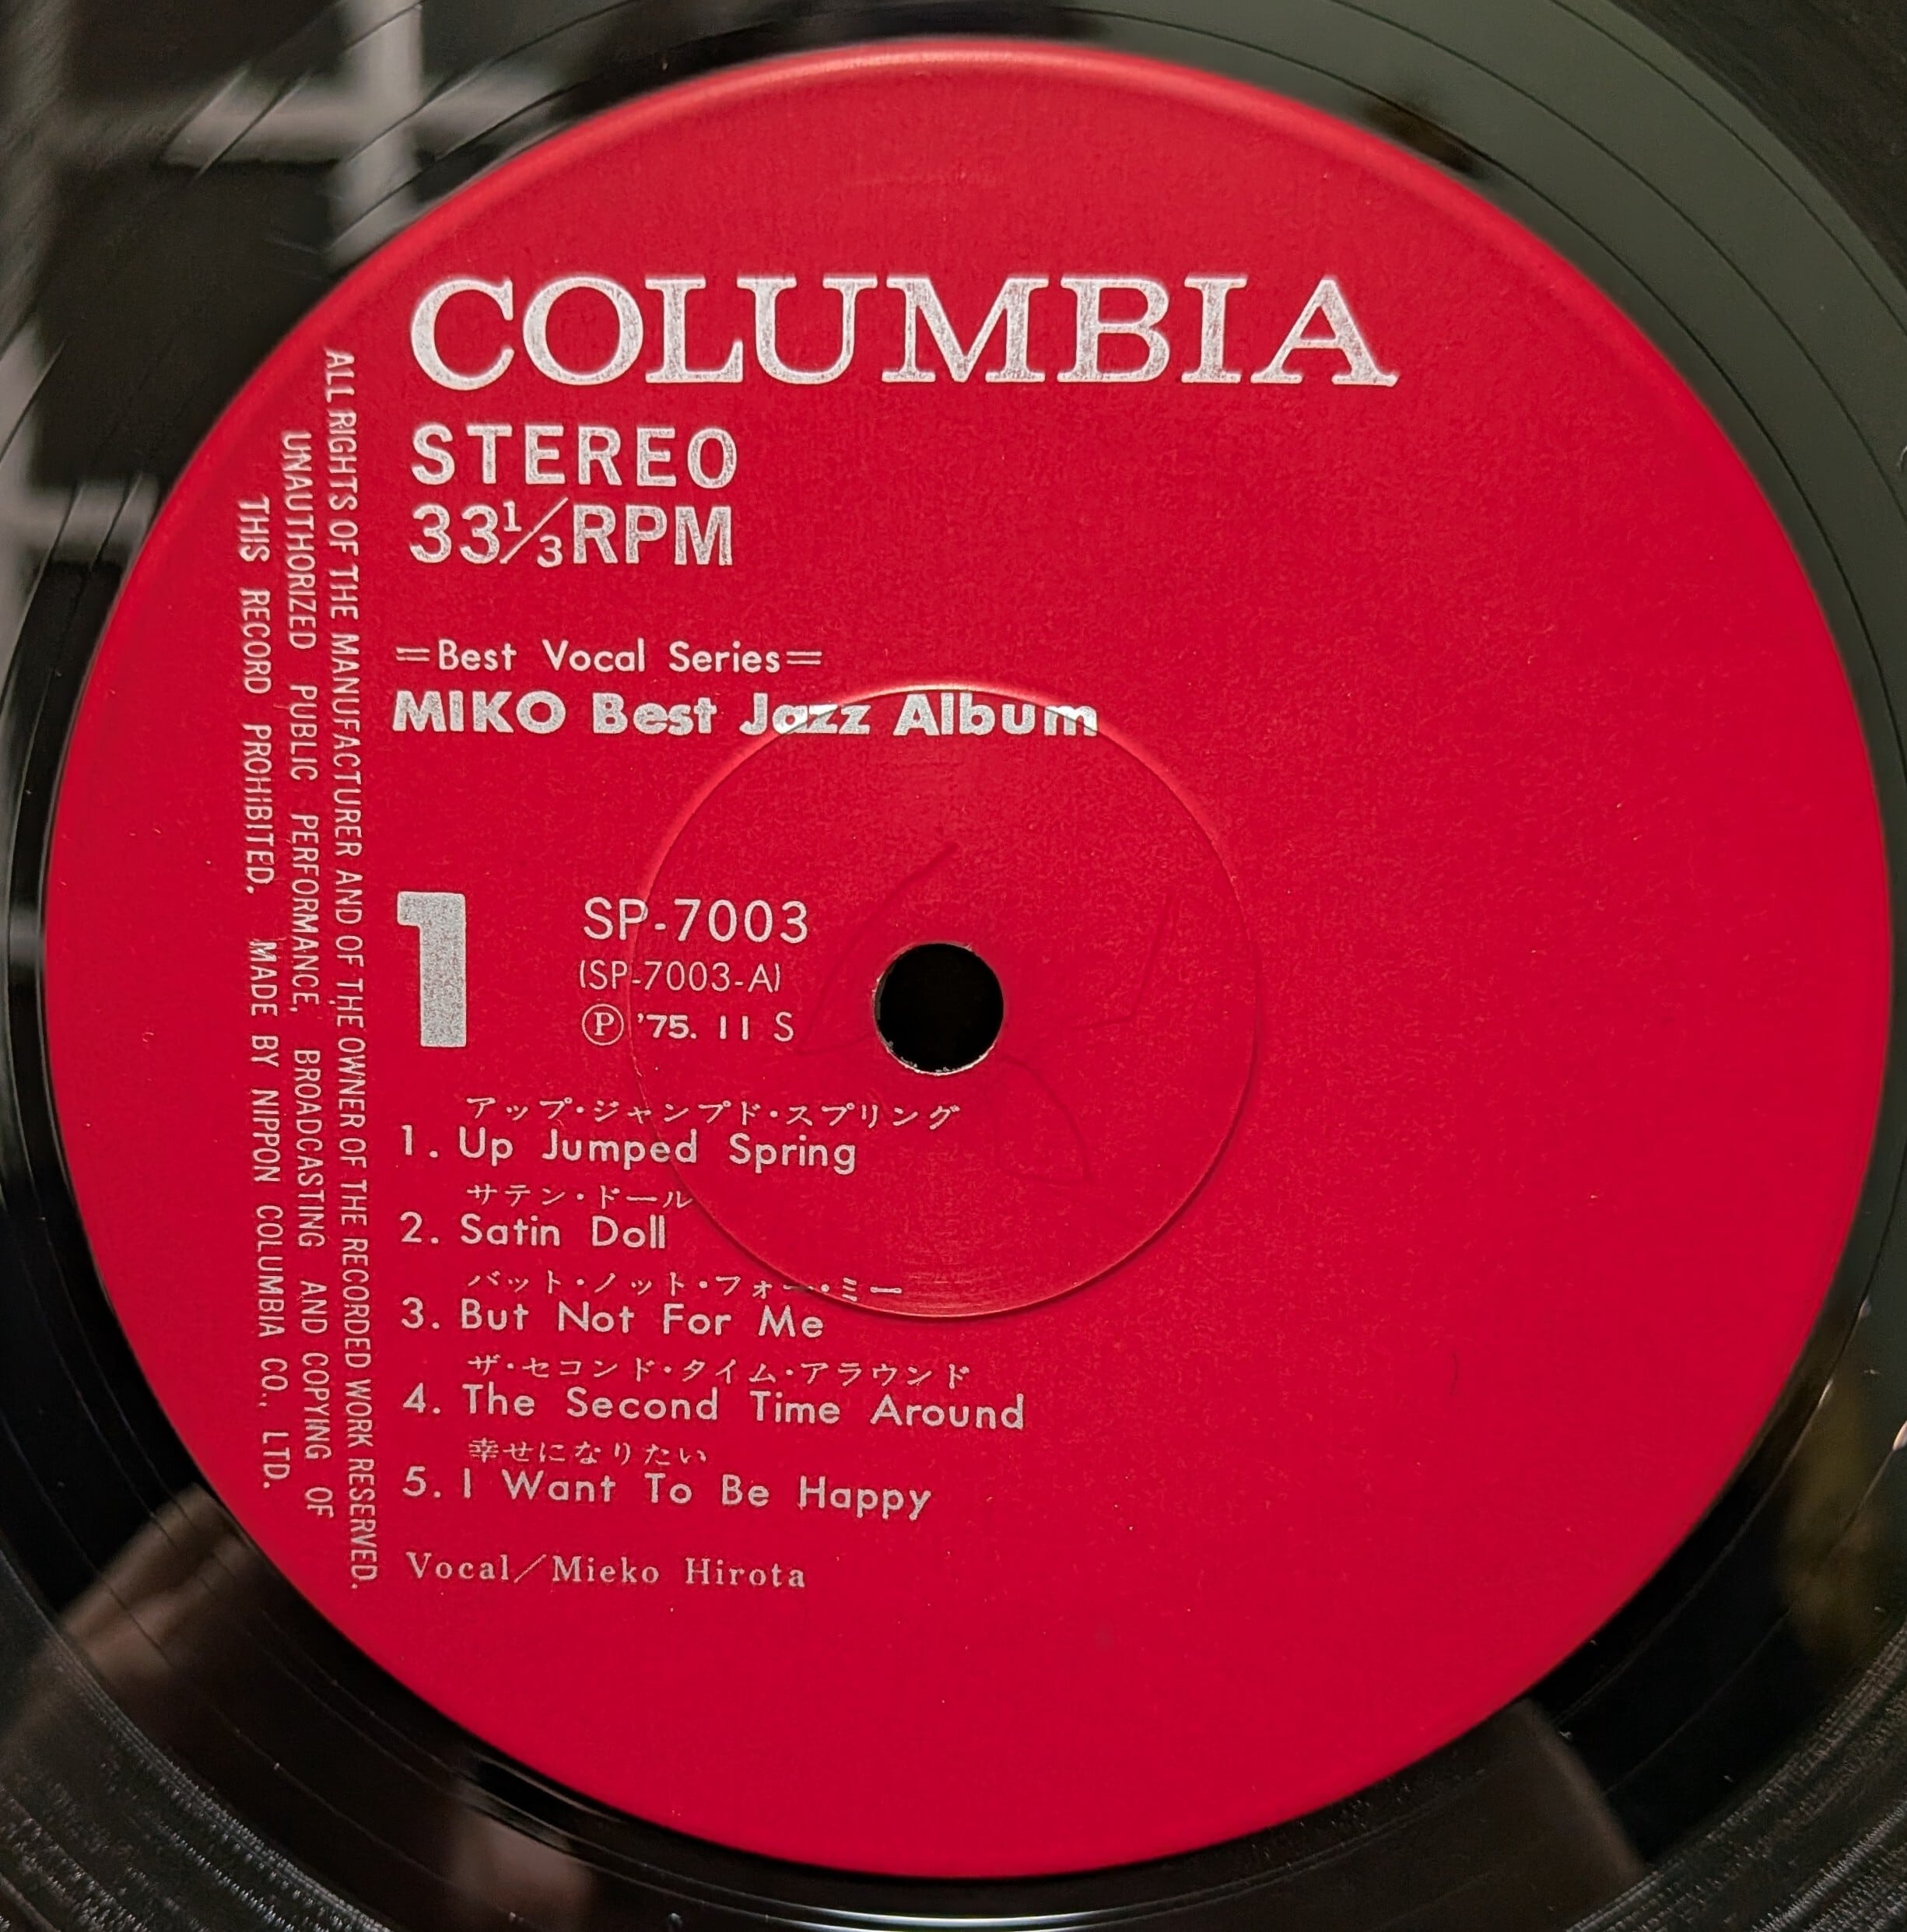 COLUMBIA
STEREO
33⅓RPM
=Best Vocal Series=
MIKO Best Jazz Album
1
SP-7003
(SP-7003-A)
Ⓟ '75. 11 S
アップ・ジャンプド・スプリング
1. Up Jumped Spring
サテン・ドール
2. Satin Doll
バット・ノット・フォー・ミー
3. But Not For Me
ザ・セコンド・タイム・アラウンド
4. The Second Time Around
幸せになりたい
5. I Want To Be Happy
Vocal/Mieko Hirota
ALL RIGHTS OF THE MANUFACTURER AND OF THE OWNER OF THE RECORDED WORK RESERVED.
UNAUTHORIZED PUBLIC PERFORMANCE, BROADCASTING AND COPYING OF
THIS RECORD PROHIBITED. MADE BY NIPPON COLUMBIA CO., LTD.